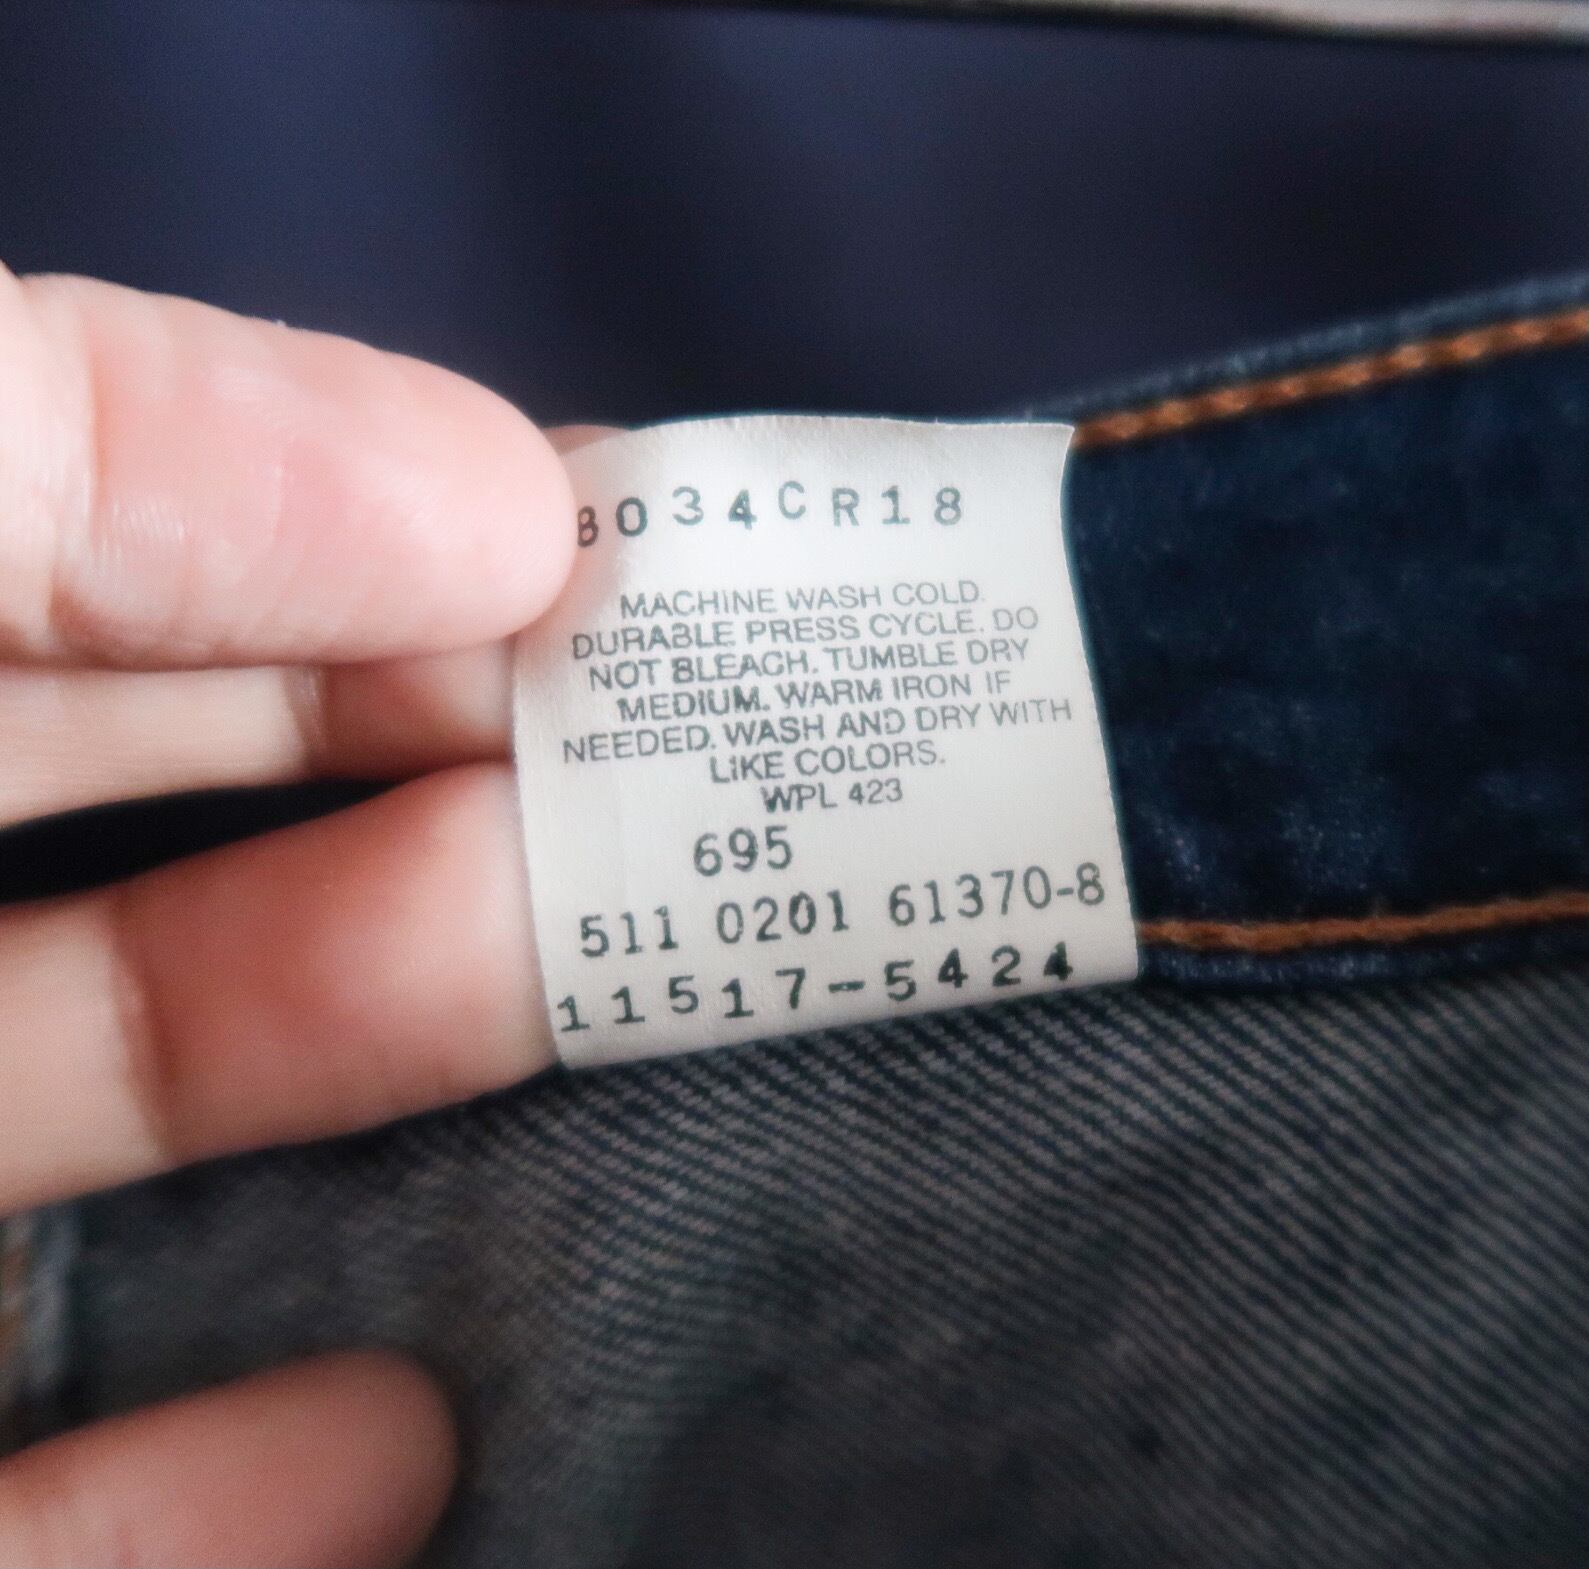 8034CR18
MACHINE WASH COLD.
DURABLE PRESS CYCLE. DO
NOT BLEACH. TUMBLE DRY
MEDIUM. WARM IRON IF
NEEDED. WASH AND DRY WITH
LIKE COLORS.
WPL 423
695
511 0201 61370-8
11517-5424